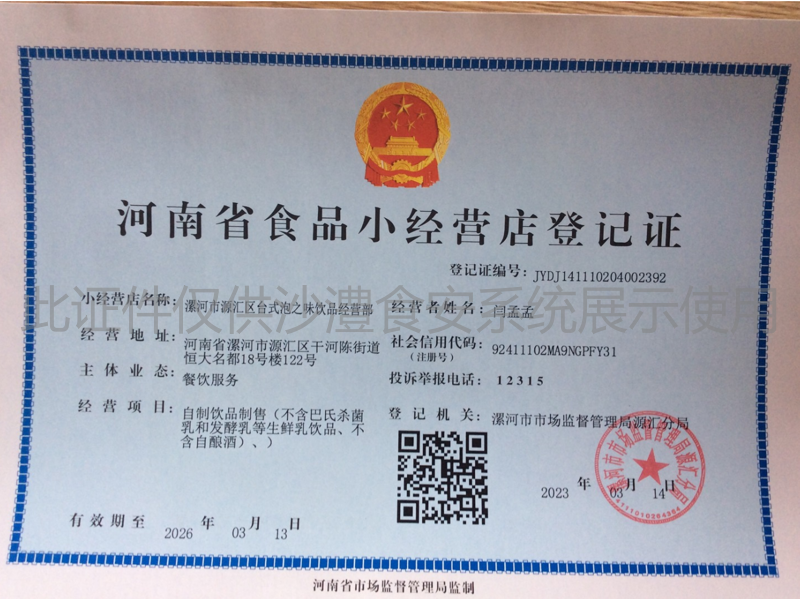 河南省食品小经营店登记证
登记证编号：JYDJ141110204002392
小经营店名称：漯河市源汇区台式泡之味饮品经营部
经营者姓名：闫孟孟
此证件仅供沙澧食安系统展示使用
经营地址：河南省漯河市源汇区干河陈街道
恒大名都18号楼122号
社会信用代码：92411102MA9NGPFY31
（注册号）
主体业态：餐饮服务
投诉举报电话：12315
经营项目：自制饮品制售（不含巴氏杀菌
乳和发酵乳等生鲜乳饮品、不
含自酿酒）、）
登记机关：漯河市市场监督管理局源汇分局
2023年03月14日
有效期至2026年03月13日
河南省市场监督管理局监制